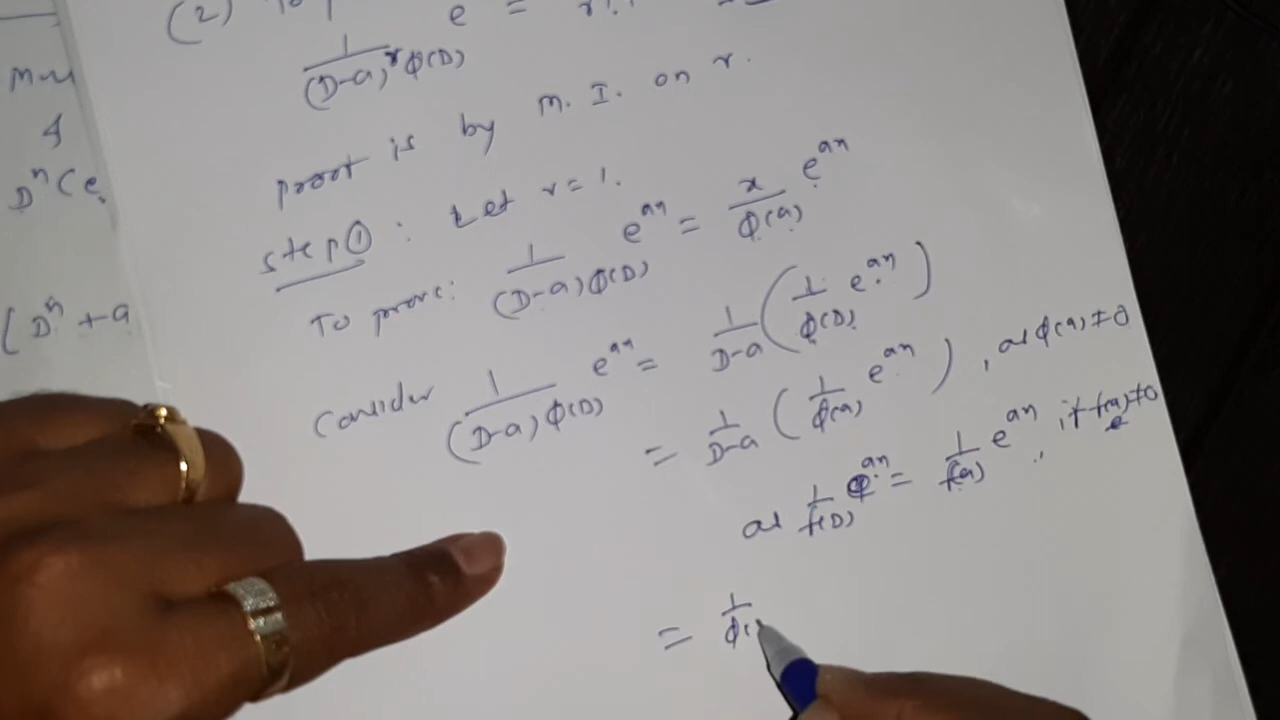 (2) To p e =
1/(D-a)^r φ(D)
proof is by M. I. on r.
step ① : Let r = 1.
To prove: 1/(D-a)φ(D) e^ax = x/φ(a) e^ax
Consider 1/(D-a)φ(D) e^ax = 1/D-a (1/φ(D) e^ax)
= 1/D-a (1/φ(a) e^ax), as φ(a) ≠ 0
as 1/f(D) e^ax = 1/f(a) e^ax, if f(a) ≠ 0
= 1/φ(
D^n (e
(D^n + a